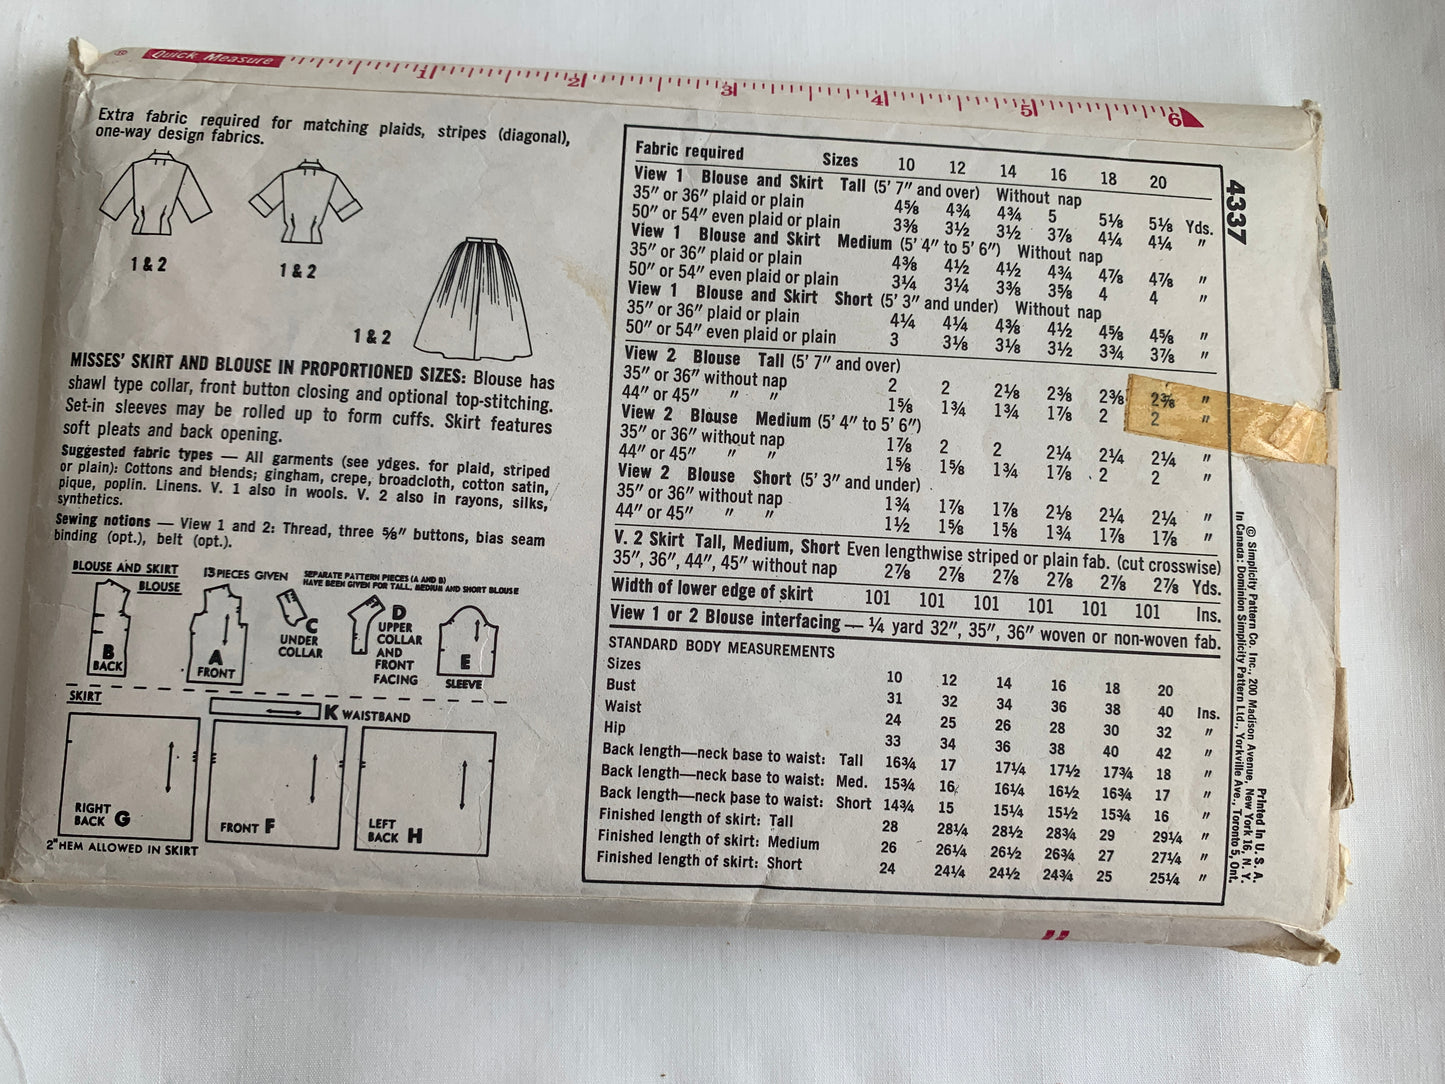 ® Quick Measure 1 2 3 4 5 6
Extra fabric required for matching plaids, stripes (diagonal),
one-way design fabrics.
1 & 2
1 & 2
1 & 2
MISSES' SKIRT AND BLOUSE IN PROPORTIONED SIZES: Blouse has
shawl type collar, front button closing and optional top-stitching.
Set-in sleeves may be rolled up to form cuffs. Skirt features
soft pleats and back opening.
Suggested fabric types — All garments (see ydges. for plaid, striped
or plain): Cottons and blends; gingham, crepe, broadcloth, cotton satin,
pique, poplin. Linens. V. 1 also in wools. V. 2 also in rayons, silks,
synthetics.
Sewing notions — View 1 and 2: Thread, three 5/8" buttons, bias seam
binding (opt.), belt (opt.).
BLOUSE AND SKIRT
BLOUSE
13 PIECES GIVEN
SEPARATE PATTERN PIECES (A AND B)
HAVE BEEN GIVEN FOR TALL, MEDIUM AND SHORT BLOUSE
B
BACK
A
FRONT
C
UNDER
COLLAR
D
UPPER
COLLAR
AND
FRONT
FACING
E
SLEEVE
SKIRT
K WAISTBAND
RIGHT
BACK G
FRONT F
LEFT
BACK H
2" HEM ALLOWED IN SKIRT
Fabric required Sizes 10 12 14 16 18 20
View 1 Blouse and Skirt Tall (5' 7" and over) Without nap
35" or 36" plaid or plain 4⅝ 4¾ 4¾ 5 5⅛ 5⅛ Yds.
50" or 54" even plaid or plain 3⅜ 3½ 3½ 3⅞ 4¼ 4¼ "
View 1 Blouse and Skirt Medium (5' 4" to 5' 6") Without nap
35" or 36" plaid or plain 4⅜ 4½ 4½ 4¾ 4⅞ 4⅞ "
50" or 54" even plaid or plain 3¼ 3¼ 3⅜ 3⅝ 4 4 "
View 1 Blouse and Skirt Short (5' 3" and under) Without nap
35" or 36" plaid or plain 4¼ 4¼ 4⅜ 4½ 4⅝ 4⅝ "
50" or 54" even plaid or plain 3 3⅛ 3⅛ 3½ 3¾ 3⅞ "
View 2 Blouse Tall (5' 7" and over)
35" or 36" without nap 2 2 2⅛ 2⅜ 2⅜ 2⅜ "
44" or 45" " " 1⅝ 1¾ 1¾ 1⅞ 2 2 "
View 2 Blouse Medium (5' 4" to 5' 6")
35" or 36" without nap 1⅞ 2 2 2¼ 2¼ 2¼ "
44" or 45" " " 1⅝ 1⅝ 1¾ 1⅞ 2 2 "
View 2 Blouse Short (5' 3" and under)
35" or 36" without nap 1¾ 1⅞ 1⅞ 2⅛ 2¼ 2¼ "
44" or 45" " " 1½ 1⅝ 1⅝ 1¾ 1⅞ 1⅞ "
V. 2 Skirt Tall, Medium, Short Even lengthwise striped or plain fab. (cut crosswise)
35", 36", 44", 45" without nap 2⅞ 2⅞ 2⅞ 2⅞ 2⅞ 2⅞ Yds.
Width of lower edge of skirt 101 101 101 101 101 101 Ins.
View 1 or 2 Blouse interfacing — ¼ yard 32", 35", 36" woven or non-woven fab.
STANDARD BODY MEASUREMENTS
Sizes 10 12 14 16 18 20
Bust 31 32 34 36 38 40 Ins.
Waist 24 25 26 28 30 32 "
Hip 33 34 36 38 40 42 "
Back length—neck base to waist: Tall 16¾ 17 17¼ 17½ 17¾ 18 "
Back length—neck base to waist: Med. 15¾ 16 16¼ 16½ 16¾ 17 "
Back length—neck base to waist: Short 14¾ 15 15¼ 15½ 15¾ 16 "
Finished length of skirt: Tall 28 28¼ 28½ 28¾ 29 29¼ "
Finished length of skirt: Medium 26 26¼ 26½ 26¾ 27 27¼ "
Finished length of skirt: Short 24 24¼ 24½ 24¾ 25 25¼ "
4337
© Simplicity Pattern Co. Inc., 200 Madison Avenue, New York 16, N. Y.
In Canada: Dominion Simplicity Pattern Ltd., Yorkville Ave., Toronto 5, Ont.
Printed in U. S. A.